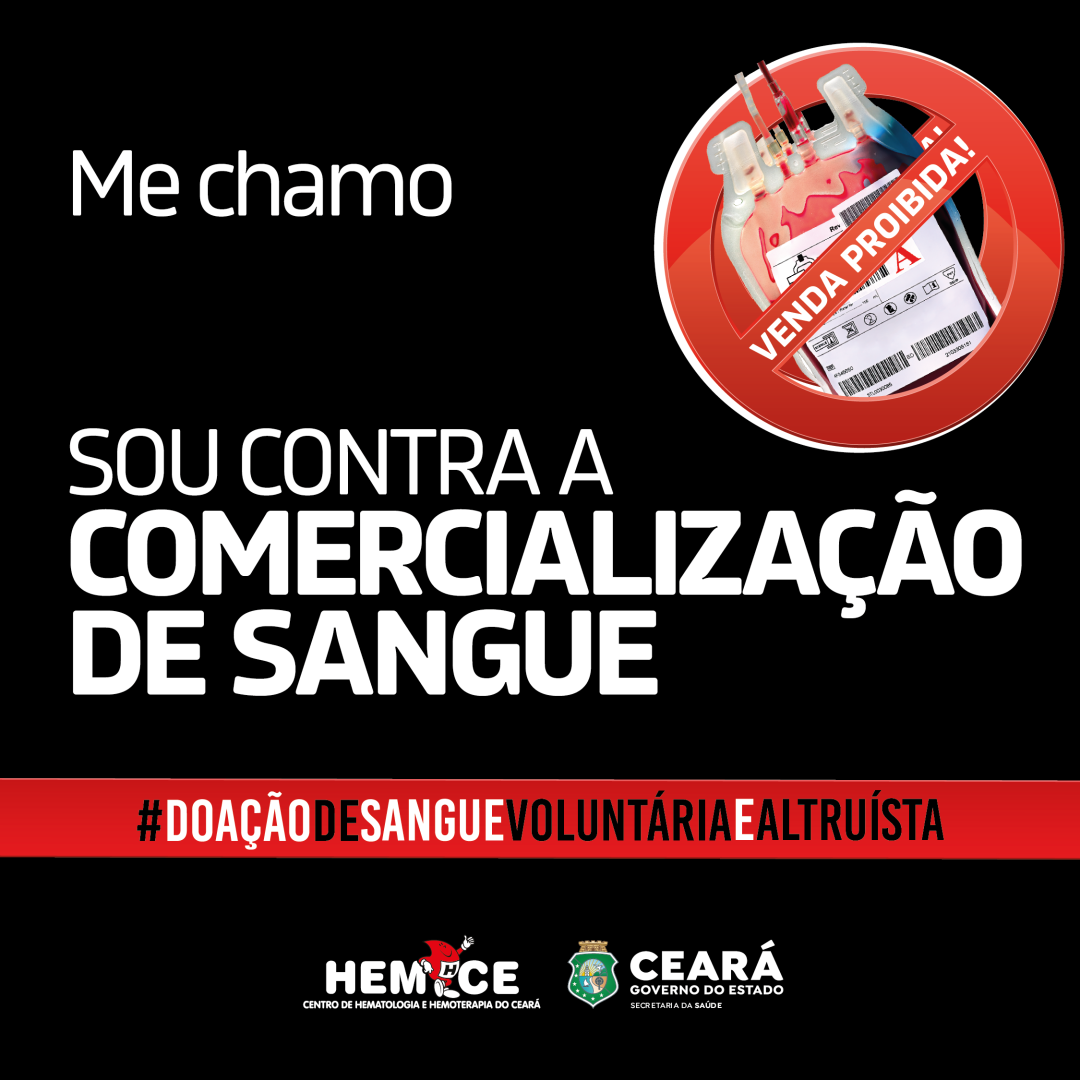 Me chamo
VENDA PROIBIDA!
Rev
A
SOU CONTRA A
COMERCIALIZAÇÃO
DE SANGUE
#DOAÇÃODESANGUEVOLUNTÁRIAEALTRUÍSTA
HEMOCE
CENTRO DE HEMATOLOGIA E HEMOTERAPIA DO CEARÁ
CEARÁ
GOVERNO DO ESTADO
SECRETARIA DA SAÚDE